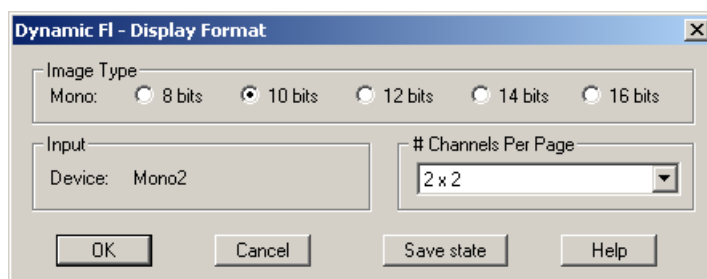 Dynamic Fl - Display Format
Image Type
Mono: 8 bits 10 bits 12 bits 14 bits 16 bits
Input
Device: Mono2
# Channels Per Page
2 x 2
OK Cancel Save state Help